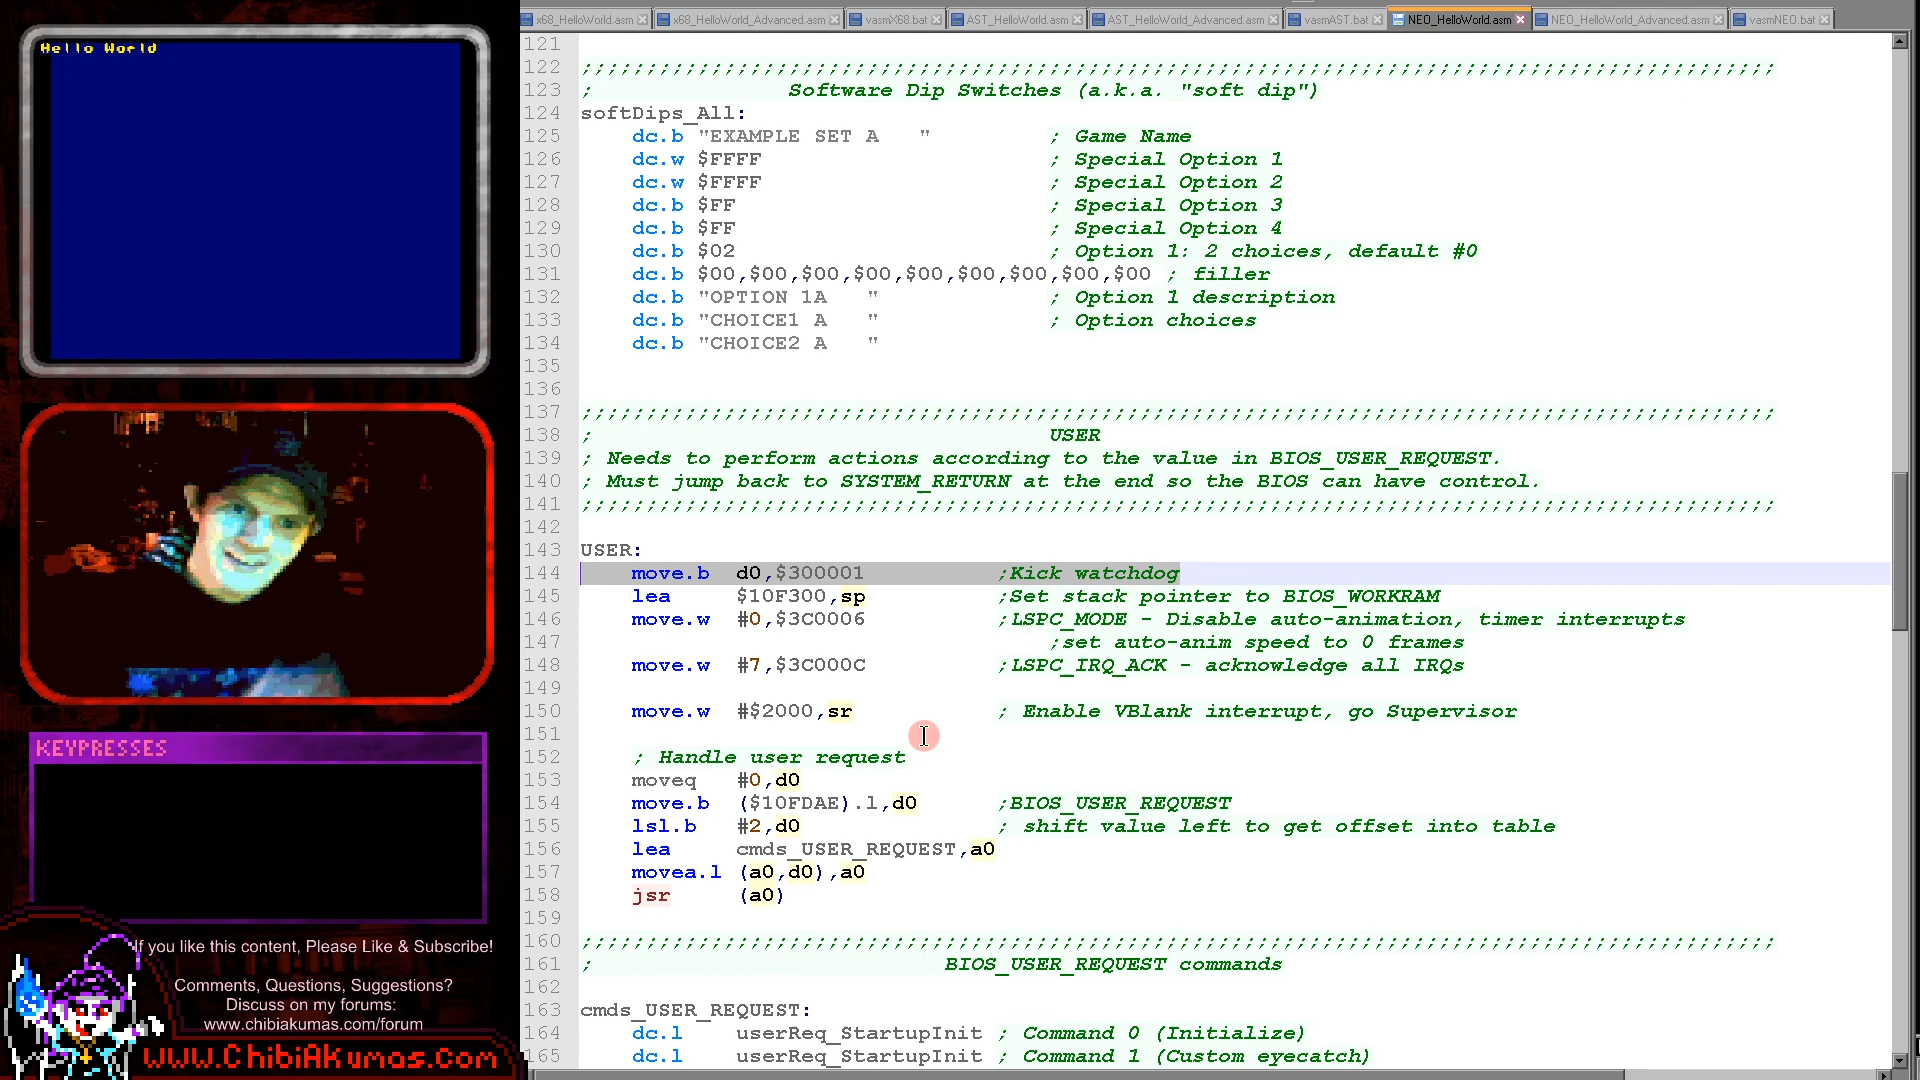 x68_HelloWorld.asm x68_HelloWorld_Advanced.asm vasmX68.bat AST_HelloWorld.asm AST_HelloWorld_Advanced.asm vasmAST.bat NEO_HelloWorld.asm NEO_HelloWorld_Advanced.asm vasmNEO.bat
Hello World
121
122 ;;;;;;;;;;;;;;;;;;;;;;;;;;;;;;;;;;;;;;;;;;;;;;;;;;;;;;;;;;;;;;;;;;;;;;;;;;;;;;;;;;;;;;;;;;;;
123 ; Software Dip Switches (a.k.a. "soft dip")
124 softDips_All:
125 dc.b "EXAMPLE SET A   " ; Game Name
126 dc.w $FFFF ; Special Option 1
127 dc.w $FFFF ; Special Option 2
128 dc.b $FF ; Special Option 3
129 dc.b $FF ; Special Option 4
130 dc.b $02 ; Option 1: 2 choices, default #0
131 dc.b $00,$00,$00,$00,$00,$00,$00,$00,$00 ; filler
132 dc.b "OPTION 1A   " ; Option 1 description
133 dc.b "CHOICE1 A   " ; Option choices
134 dc.b "CHOICE2 A   "
135
136
137 ;;;;;;;;;;;;;;;;;;;;;;;;;;;;;;;;;;;;;;;;;;;;;;;;;;;;;;;;;;;;;;;;;;;;;;;;;;;;;;;;;;;;;;;;;;;;
138 ; USER
139 ; Needs to perform actions according to the value in BIOS_USER_REQUEST.
140 ; Must jump back to SYSTEM_RETURN at the end so the BIOS can have control.
141 ;;;;;;;;;;;;;;;;;;;;;;;;;;;;;;;;;;;;;;;;;;;;;;;;;;;;;;;;;;;;;;;;;;;;;;;;;;;;;;;;;;;;;;;;;;;;
142
143 USER:
144 move.b d0,$300001 ;Kick watchdog
145 lea $10F300,sp ;Set stack pointer to BIOS_WORKRAM
146 move.w #0,$3C0006 ;LSPC_MODE - Disable auto-animation, timer interrupts
147 ;set auto-anim speed to 0 frames
148 move.w #7,$3C000C ;LSPC_IRQ_ACK - acknowledge all IRQs
149
150 move.w #$2000,sr ; Enable VBlank interrupt, go Supervisor
151
152 ; Handle user request
153 moveq #0,d0
154 move.b ($10FDAE).l,d0 ;BIOS_USER_REQUEST
155 lsl.b #2,d0 ; shift value left to get offset into table
156 lea cmds_USER_REQUEST,a0
157 movea.l (a0,d0),a0
158 jsr (a0)
159
160 ;;;;;;;;;;;;;;;;;;;;;;;;;;;;;;;;;;;;;;;;;;;;;;;;;;;;;;;;;;;;;;;;;;;;;;;;;;;;;;;;;;;;;;;;;;;;
161 ; BIOS_USER_REQUEST commands
162
163 cmds_USER_REQUEST:
164 dc.l userReq_StartupInit ; Command 0 (Initialize)
165 dc.l userReq_StartupInit ; Command 1 (Custom eyecatch)
KEYPRESSES
If you like this content, Please Like & Subscribe!
Comments, Questions, Suggestions?
Discuss on my forums:
www.chibiakumas.com/forum
www.ChibiAkumas.com